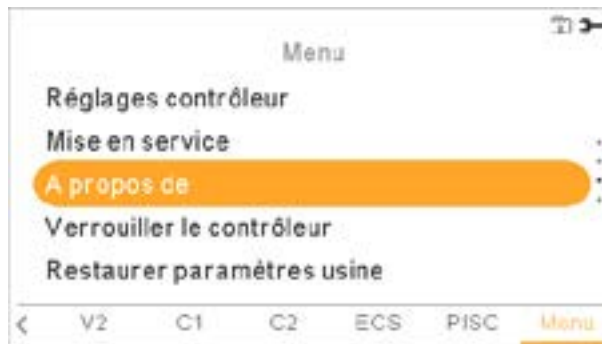 Menu
Réglages contrôleur
Mise en service
A propos de
Verrouiller le contrôleur
Restaurer paramètres usine
< V2 C1 C2 ECS PISC Menu